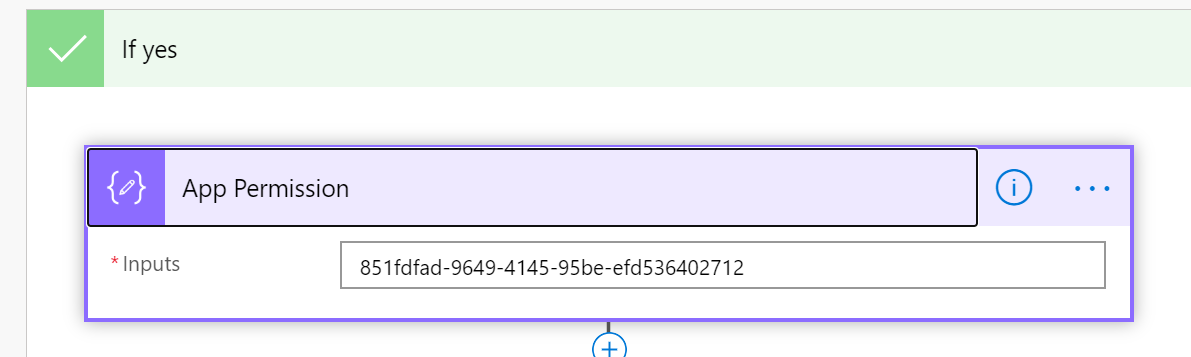 If yes
App Permission
* Inputs
851fdfad-9649-4145-95be-efd536402712